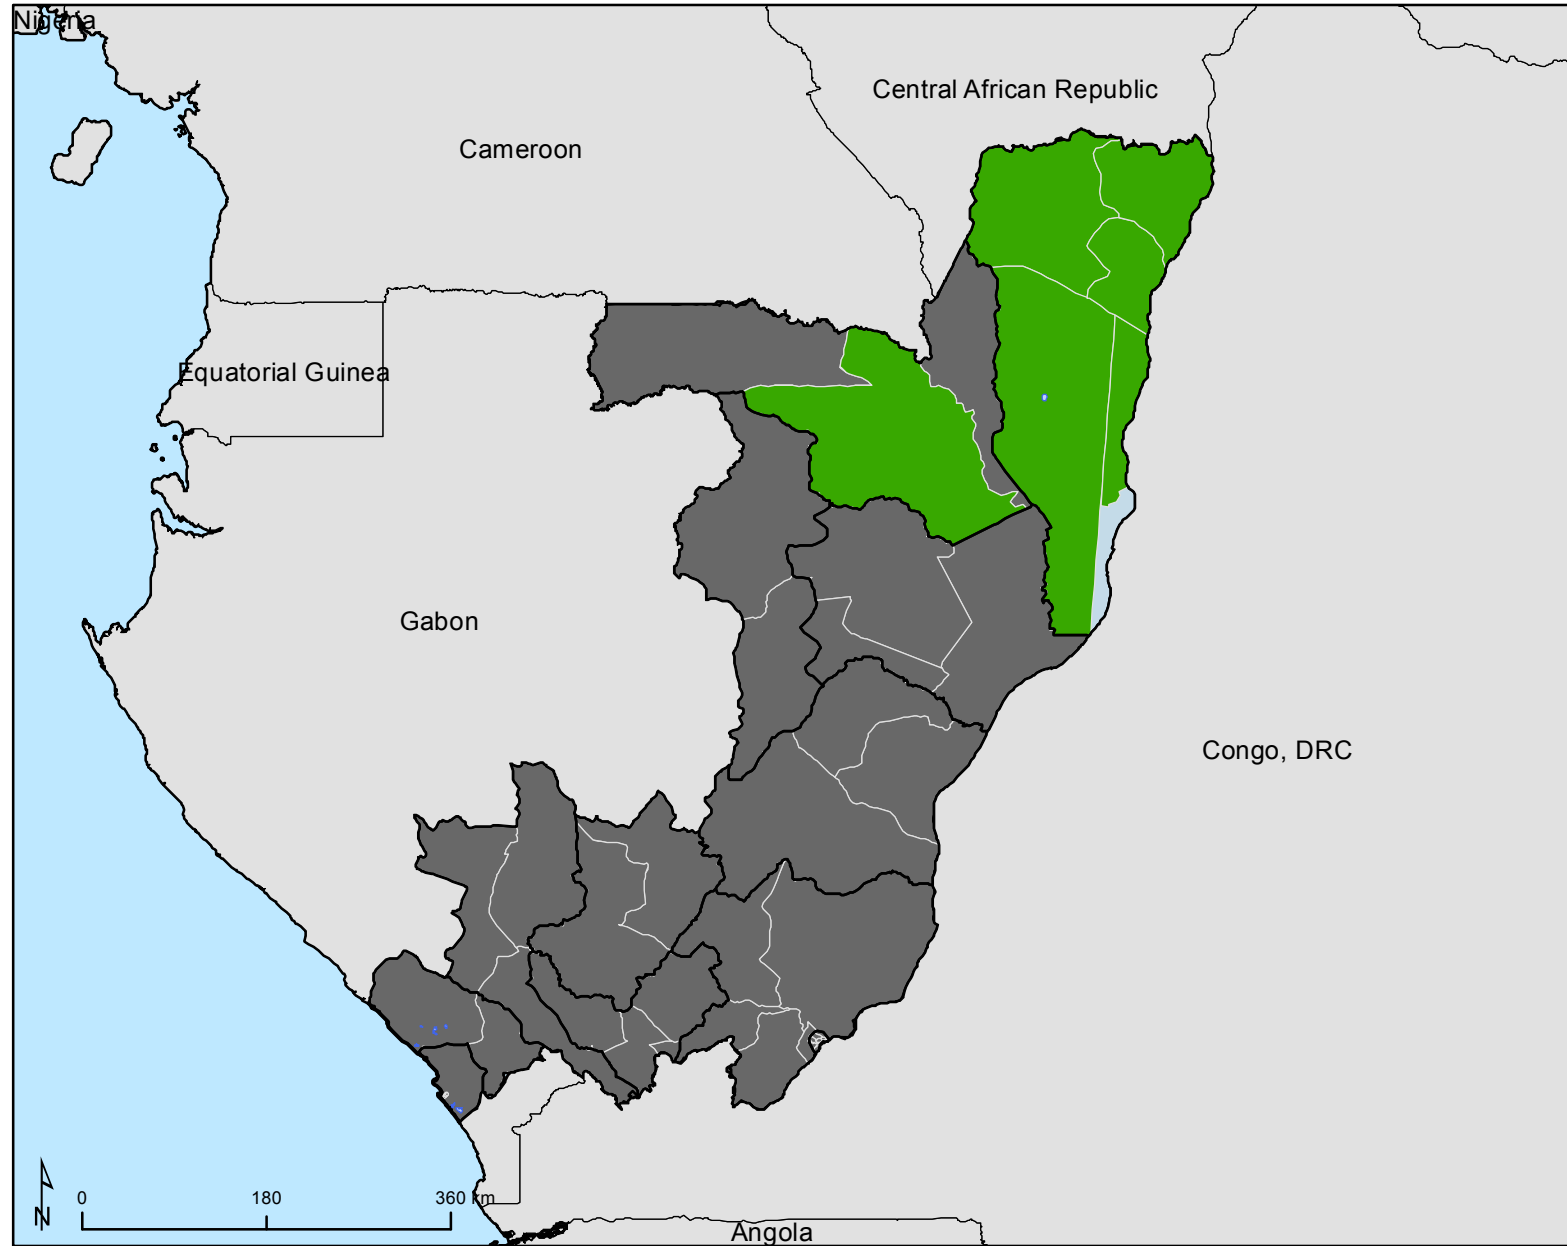 Nigeria
Central African Republic
Cameroon
Equatorial Guinea
Gabon
Congo, DRC
N
0 180 360 km
Angola